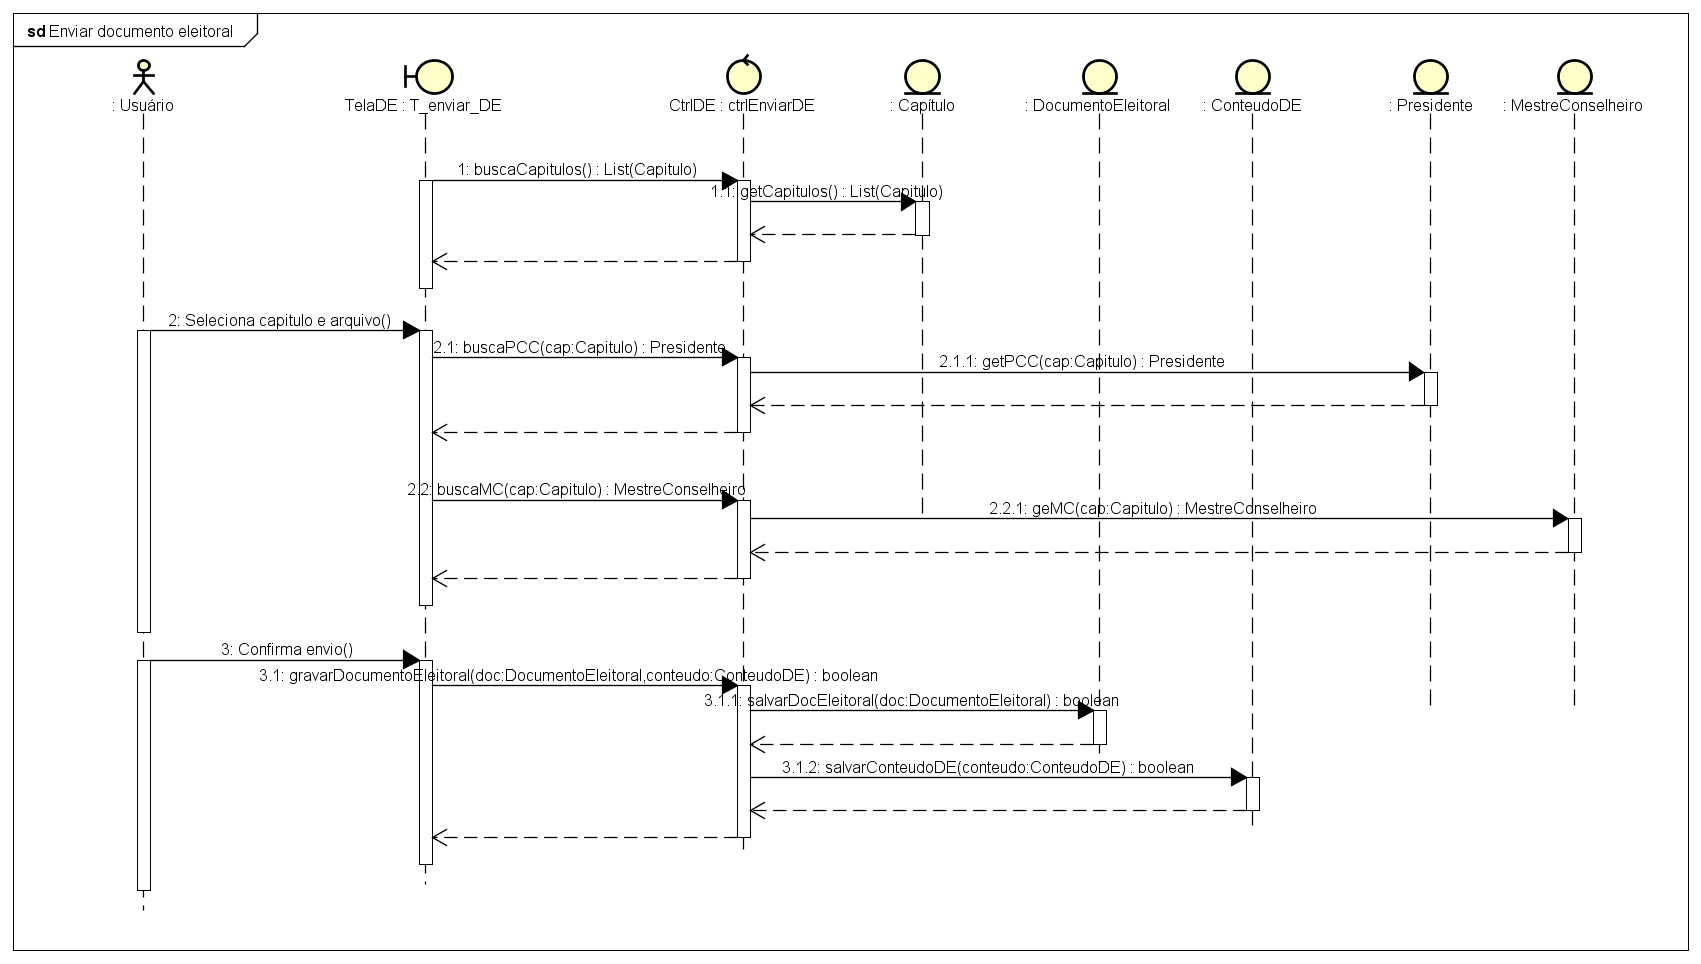 sd Enviar documento eleitoral
: Usuário
TelaDE : T_enviar_DE
CtrlDE : ctrlEnviarDE
: Capítulo
: DocumentoEleitoral
: ConteudoDE
: Presidente
: MestreConselheiro
1: buscaCapitulos() : List(Capitulo)
1.1: getCapitulos() : List(Capitulo)
2: Seleciona capitulo e arquivo()
2.1: buscaPCC(cap:Capitulo) : Presidente
2.1.1: getPCC(cap:Capitulo) : Presidente
2.2: buscaMC(cap:Capitulo) : MestreConselheiro
2.2.1: geMC(cap:Capitulo) : MestreConselheiro
3: Confirma envio()
3.1: gravarDocumentoEleitoral(doc:DocumentoEleitoral,conteudo:ConteudoDE) : boolean
3.1.1: salvarDocEleitoral(doc:DocumentoEleitoral) : boolean
3.1.2: salvarConteudoDE(conteudo:ConteudoDE) : boolean